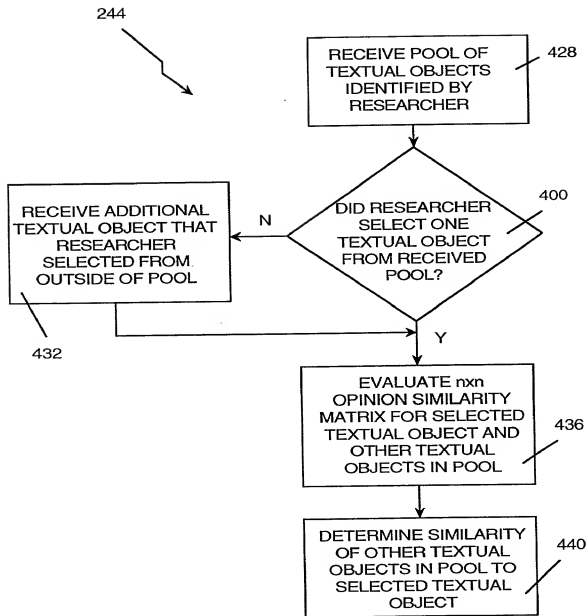 244
RECEIVE POOL OF
TEXTUAL OBJECTS
IDENTIFIED BY
RESEARCHER
428
DID RESEARCHER
SELECT ONE
TEXTUAL OBJECT
FROM RECEIVED
POOL?
400
N
RECEIVE ADDITIONAL
TEXTUAL OBJECT THAT
RESEARCHER
SELECTED FROM
OUTSIDE OF POOL
432
Y
EVALUATE nxn
OPINION SIMILARITY
MATRIX FOR SELECTED
TEXTUAL OBJECT AND
OTHER TEXTUAL
OBJECTS IN POOL
436
DETERMINE SIMILARITY
OF OTHER TEXTUAL
OBJECTS IN POOL TO
SELECTED TEXTUAL
OBJECT
440